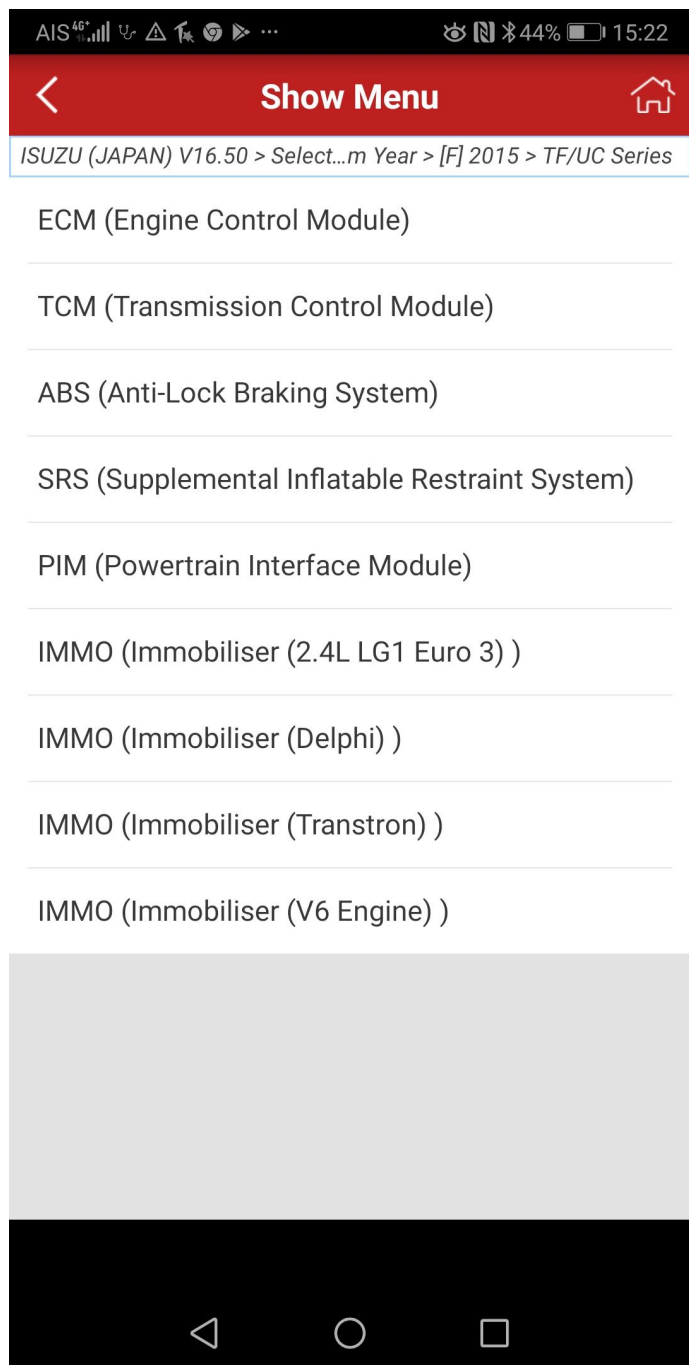 AIS 4G+ 44% 15:22
Show Menu
ISUZU (JAPAN) V16.50 > Select...m Year > [F] 2015 > TF/UC Series
ECM (Engine Control Module)
TCM (Transmission Control Module)
ABS (Anti-Lock Braking System)
SRS (Supplemental Inflatable Restraint System)
PIM (Powertrain Interface Module)
IMMO (Immobiliser (2.4L LG1 Euro 3) )
IMMO (Immobiliser (Delphi) )
IMMO (Immobiliser (Transtron) )
IMMO (Immobiliser (V6 Engine) )